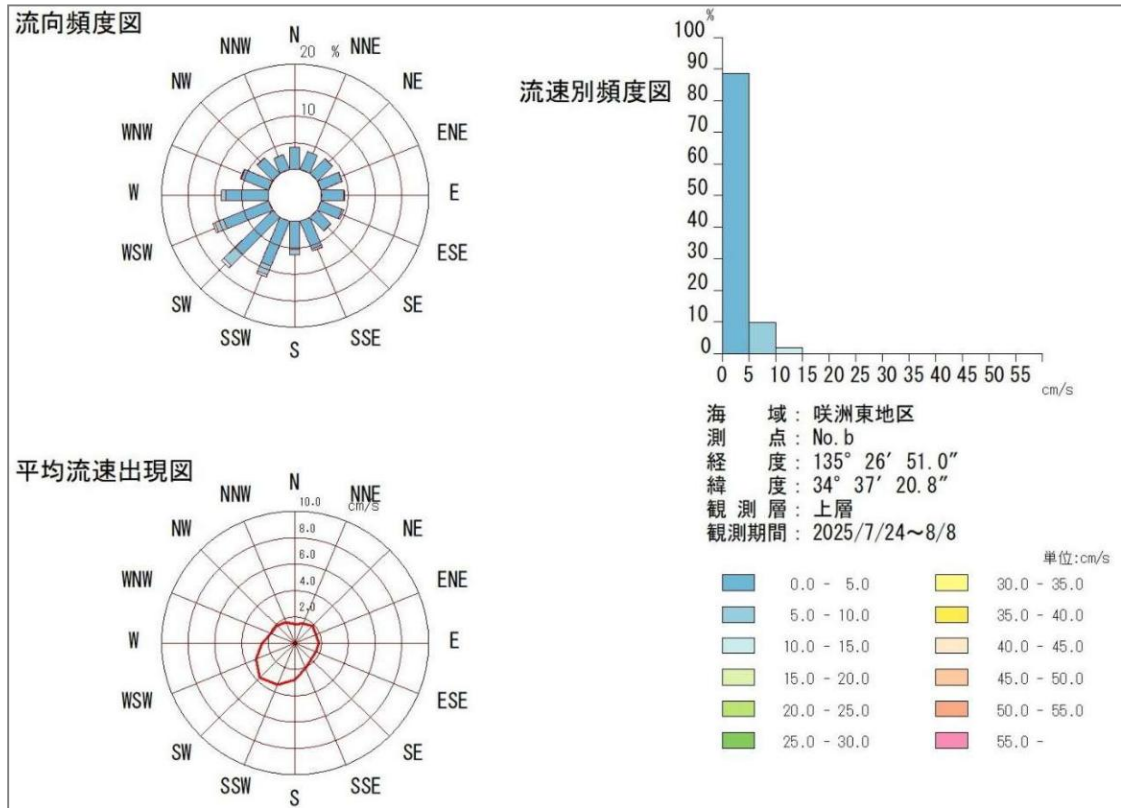 流向頻度図
N
NNE
NE
ENE
E
ESE
SE
SSE
S
SSW
SW
WSW
W
WNW
NW
NNW
20 %
10
流速別頻度図
%
100
90
80
70
60
50
40
30
20
10
0
0 5 10 15 20 25 30 35 40 45 50 55
cm/s
海 域 : 咲洲東地区
測 点 : No.b
経 度 : 135° 26′ 51.0″
緯 度 : 34° 37′ 20.8″
観 測 層 : 上層
観測期間 : 2025/7/24～8/8
平均流速出現図
N
NNE
NE
ENE
E
ESE
SE
SSE
S
SSW
SW
WSW
W
WNW
NW
NNW
10.0
cm/s
8.0
6.0
4.0
2.0
単位:cm/s
0.0 - 5.0
5.0 - 10.0
10.0 - 15.0
15.0 - 20.0
20.0 - 25.0
25.0 - 30.0
30.0 - 35.0
35.0 - 40.0
40.0 - 45.0
45.0 - 50.0
50.0 - 55.0
55.0 -